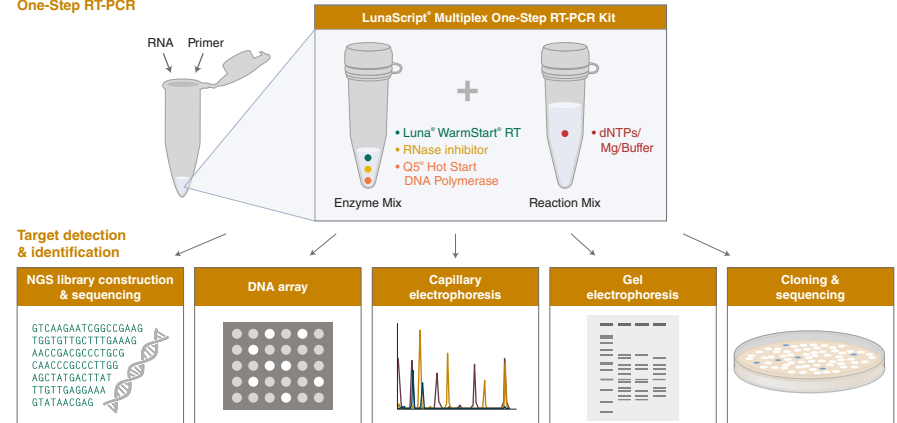 One-Step RT-PCR
LunaScript® Multiplex One-Step RT-PCR Kit
RNA Primer
• Luna® WarmStart® RT
• RNase inhibitor
• Q5® Hot Start
DNA Polymerase
+
• dNTPs/
Mg/Buffer
Enzyme Mix
Reaction Mix
Target detection
& identification
NGS library construction
& sequencing
DNA array
Capillary
electrophoresis
Gel
electrophoresis
Cloning &
sequencing
GTCAAGAATCGGCCGAAG
TGGTGTTGCTTTGAAAG
AACCGACGCCCTGCG
CAACCCGCCCTTGG
AGCTATGACTTAT
TTGTTGAGGAAA
GTATAACGAG